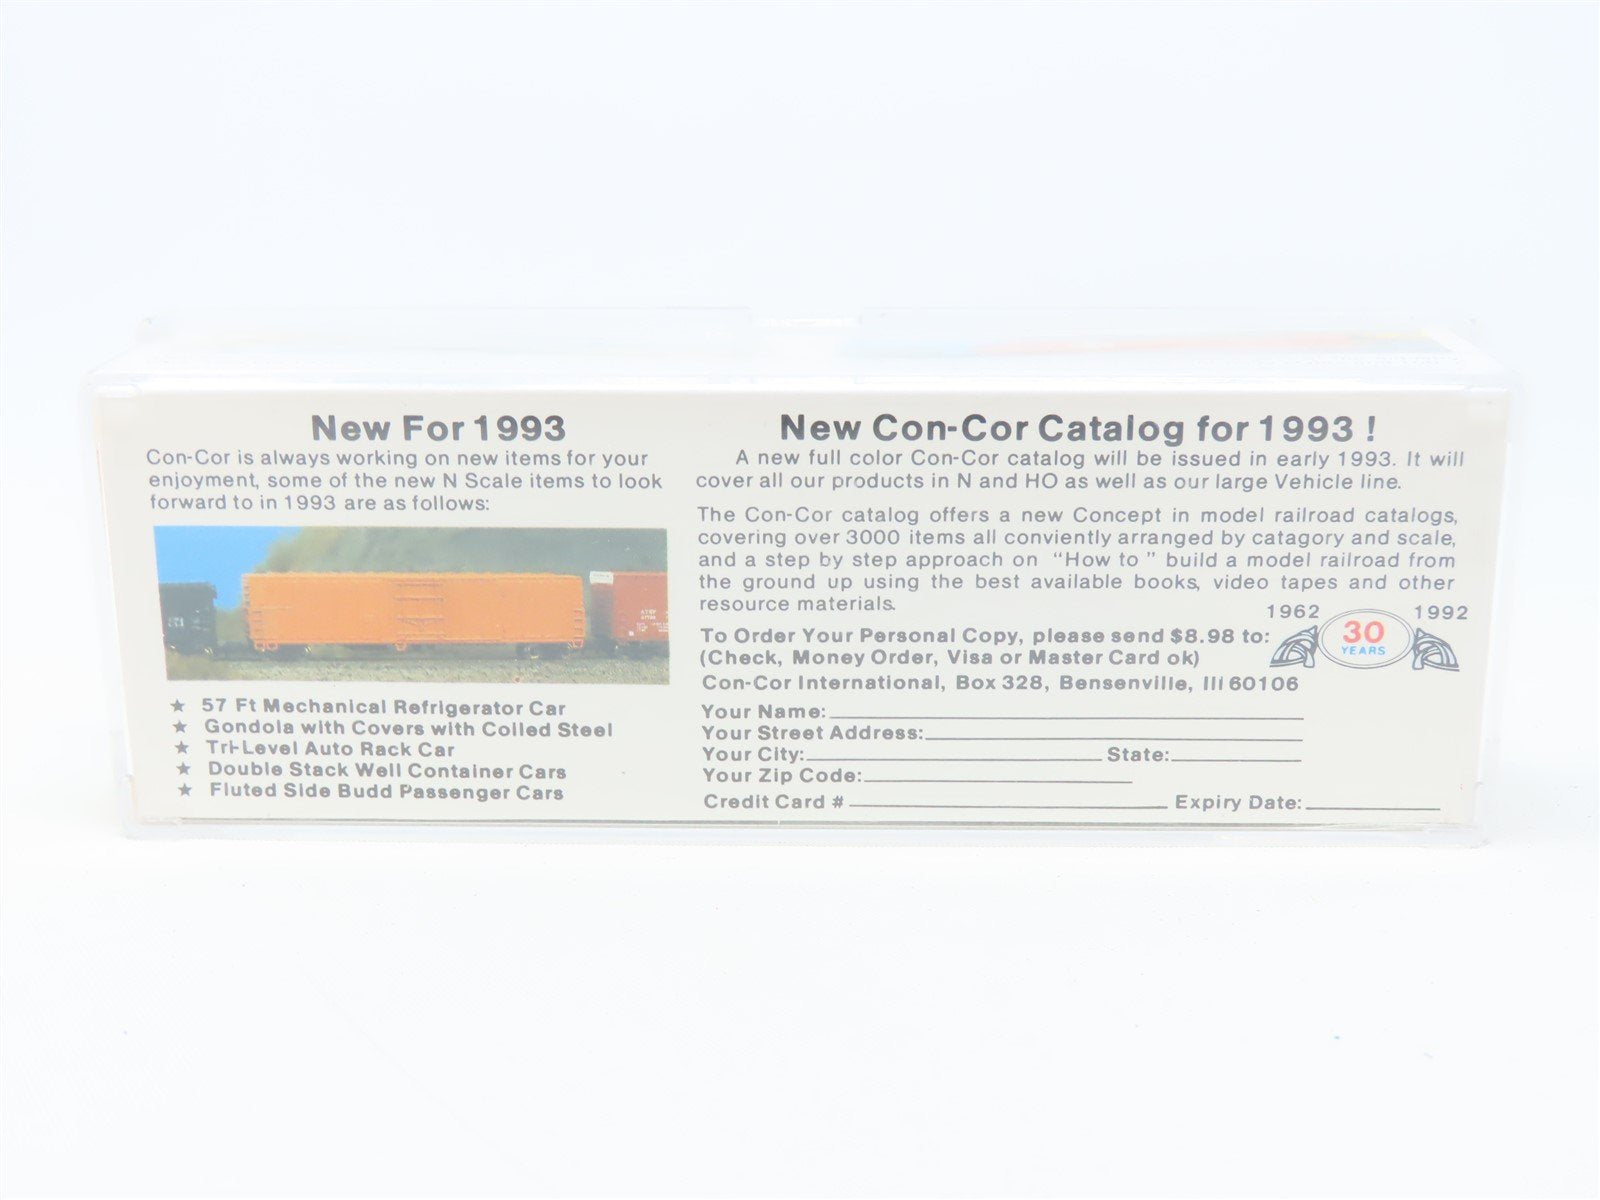 New For 1993
Con-Cor is always working on new items for your
enjoyment, some of the new N Scale items to look
forward to in 1993 are as follows:
★ 57 Ft Mechanical Refrigerator Car
★ Gondola with Covers with Coiled Steel
★ Tri-Level Auto Rack Car
★ Double Stack Well Container Cars
★ Fluted Side Budd Passenger Cars
New Con-Cor Catalog for 1993 !
A new full color Con-Cor catalog will be issued in early 1993. It will
cover all our products in N and HO as well as our large Vehicle line.
The Con-Cor catalog offers a new Concept in model railroad catalogs,
covering over 3000 items all conviently arranged by catagory and scale,
and a step by step approach on "How to" build a model railroad from
the ground up using the best available books, video tapes and other
resource materials.
1962 1992
30
YEARS
To Order Your Personal Copy, please send $8.98 to:
(Check, Money Order, Visa or Master Card ok)
Con-Cor International, Box 328, Bensenville, Ill 60106
Your Name:
Your Street Address:
Your City: State:
Your Zip Code:
Credit Card # Expiry Date: